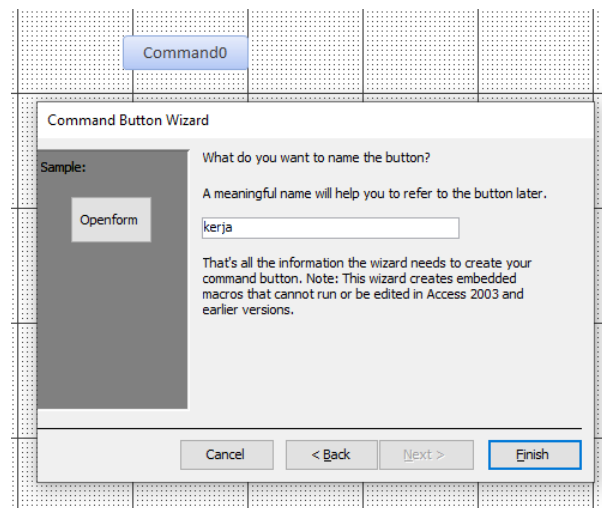 Command0
Command Button Wizard
Sample:
Openform
What do you want to name the button?
A meaningful name will help you to refer to the button later.
kerja
That's all the information the wizard needs to create your
command button. Note: This wizard creates embedded
macros that cannot run or be edited in Access 2003 and
earlier versions.
Cancel
< Back
Next >
Finish